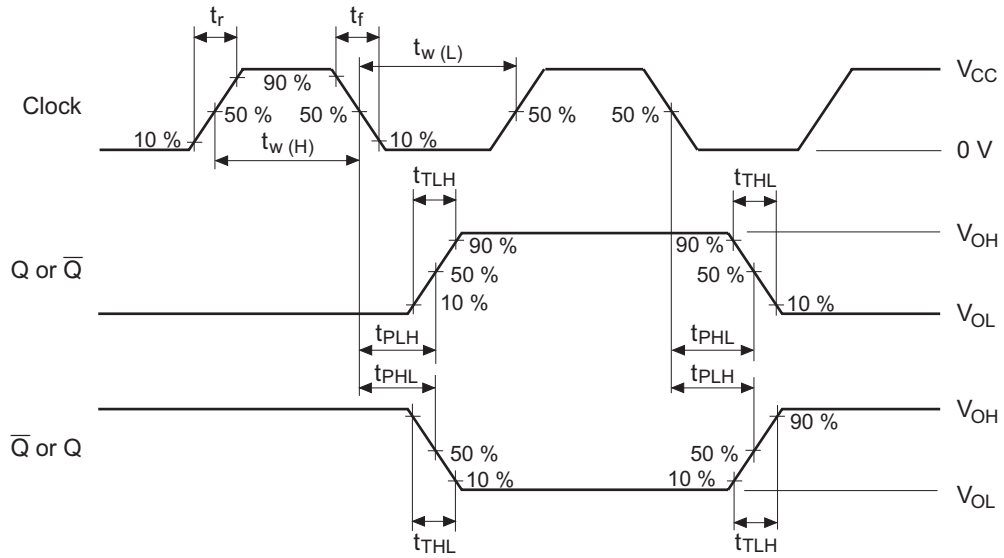 tr tf tw (L)
Clock 90 % 50 % 50 % 50 % 50 % VCC
10 % tw (H) 10 % 0 V
tTLH tTHL
90 % 90 % VOH
Q or Q̅ 50 % 50 %
10 % 10 % VOL
tPLH tPHL
tPHL tPLH
VOH
90 %
Q̅ or Q 50 % 50 %
10 % 10 % VOL
tTHL tTLH